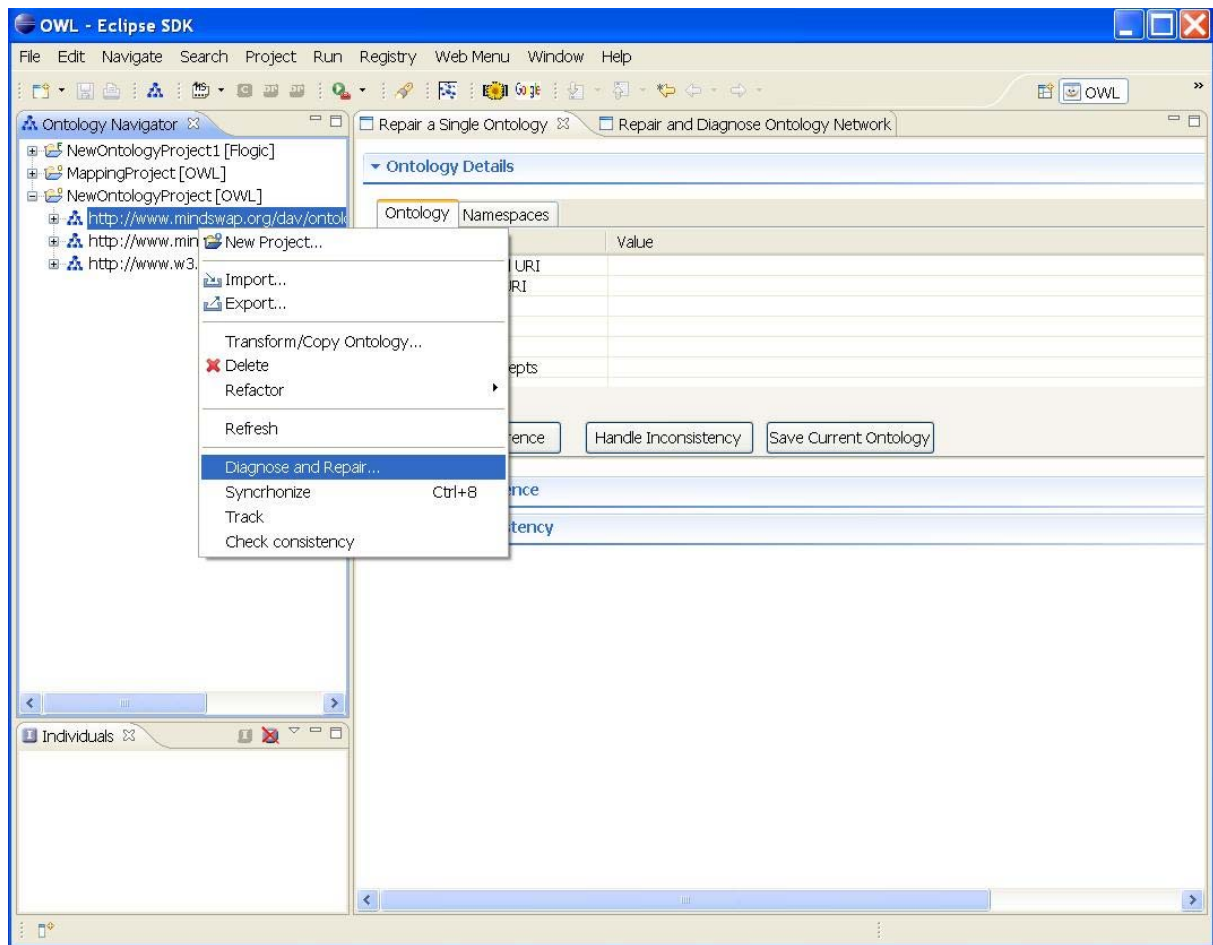 OWL - Eclipse SDK
File Edit Navigate Search Project Run Registry Web Menu Window Help
OWL
Ontology Navigator
Repair a Single Ontology
Repair and Diagnose Ontology Network
NewOntologyProject1 [Flogic]
MappingProject [OWL]
NewOntologyProject [OWL]
http://www.mindswap.org/dav/ontol
http://www.min
http://www.w3.
Ontology Details
Ontology Namespaces
Value
URI
URI
epts
New Project...
Import...
Export...
Transform/Copy Ontology...
Delete
Refactor
Refresh
Diagnose and Repair...
Syncrhonize Ctrl+8
Track
Check consistency
ence
Handle Inconsistency
Save Current Ontology
ence
tency
Individuals